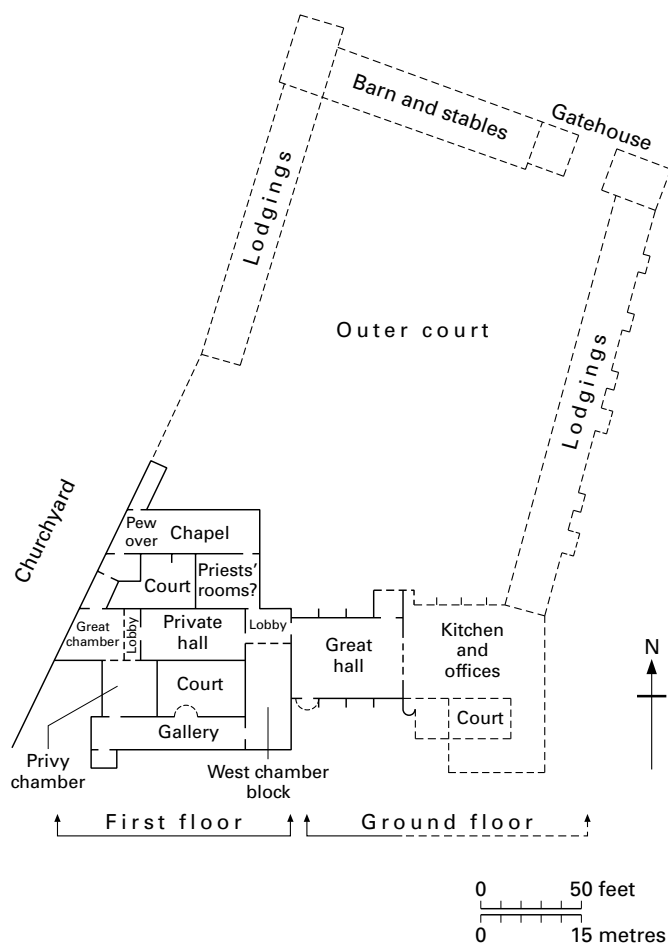 Barn and stables
Gatehouse
Lodgings
Outer court
Lodgings
Churchyard
Pew
over
Chapel
Court
Priests'
rooms?
Great
chamber
Lobby
Private
hall
Lobby
Great
hall
Kitchen
and
offices
N
Court
Court
Gallery
Privy
chamber
West chamber
block
First floor
Ground floor
0
50 feet
0
15 metres